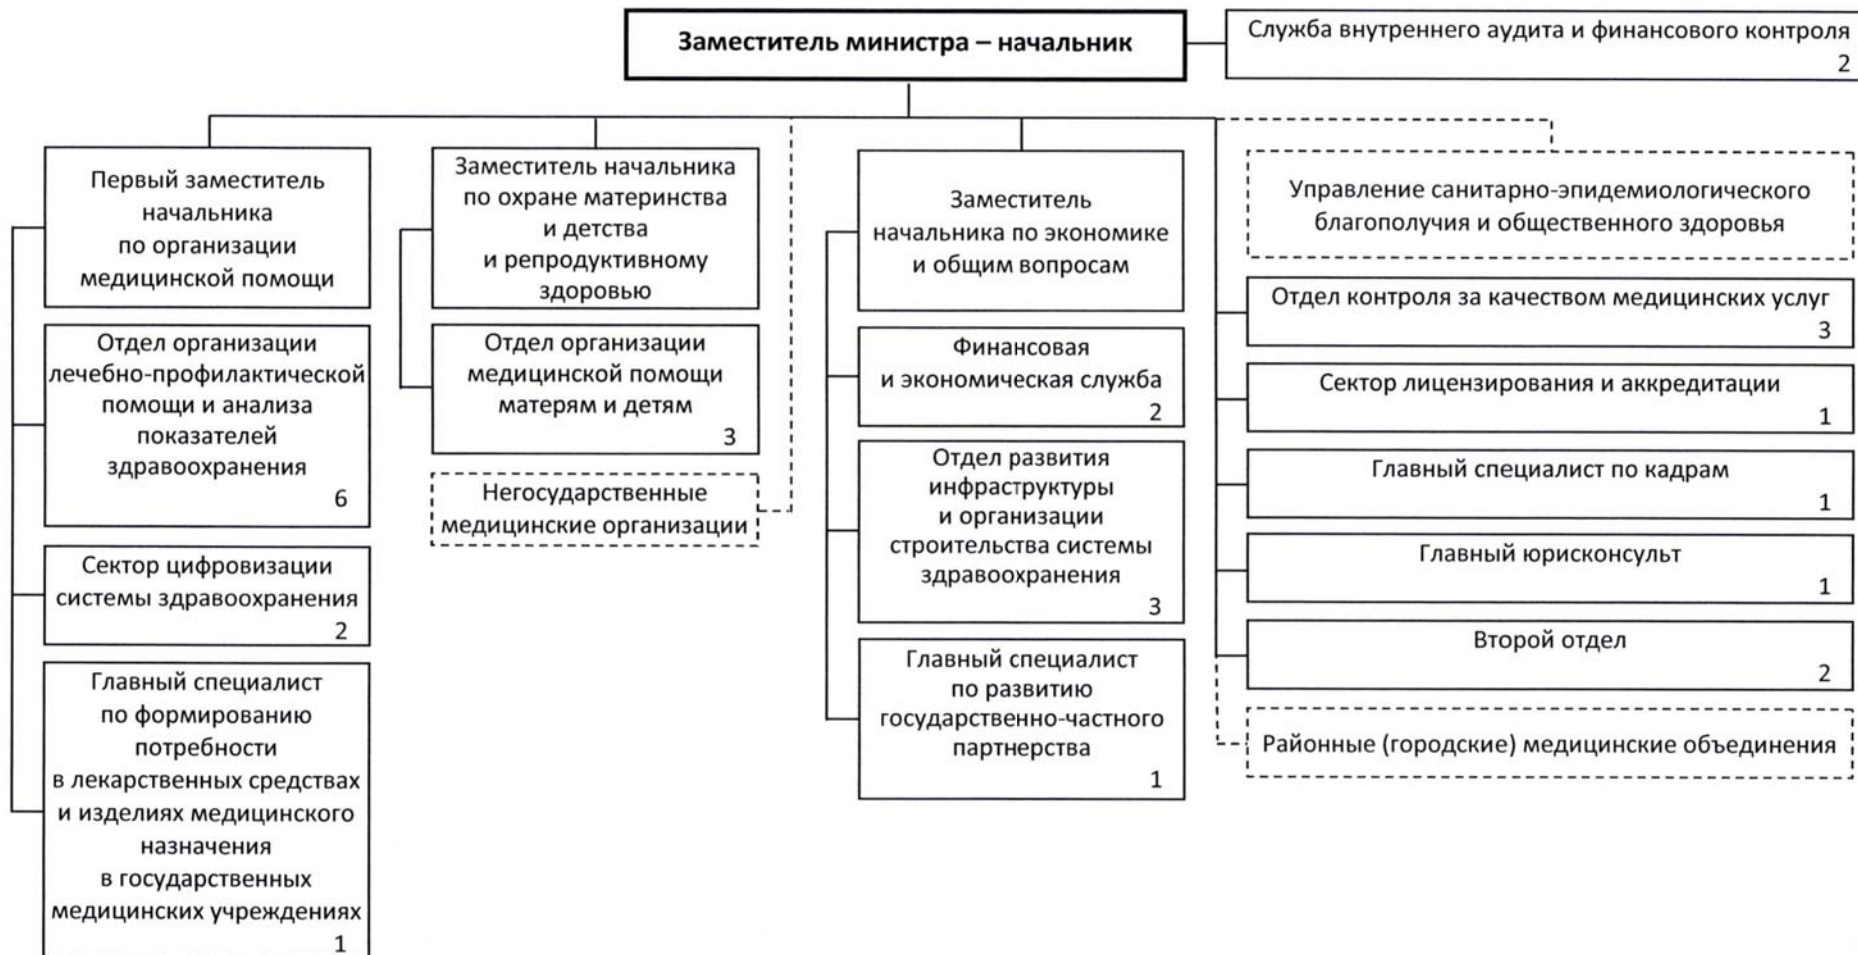 Заместитель министра – начальник
Служба внутреннего аудита и финансового контроля
2
Первый заместитель
начальника
по организации
медицинской помощи
Отдел организации
лечебно-профилактической
помощи и анализа
показателей
здравоохранения
6
Сектор цифровизации
системы здравоохранения
2
Главный специалист
по формированию
потребности
в лекарственных средствах
и изделиях медицинского
назначения
в государственных
медицинских учреждениях
1
Заместитель начальника
по охране материнства
и детства
и репродуктивному
здоровью
Отдел организации
медицинской помощи
матерям и детям
3
Негосударственные
медицинские организации
Заместитель
начальника по экономике
и общим вопросам
Финансовая
и экономическая служба
2
Отдел развития
инфраструктуры
и организации
строительства системы
здравоохранения
3
Главный специалист
по развитию
государственно-частного
партнерства
1
Управление санитарно-эпидемиологического
благополучия и общественного здоровья
Отдел контроля за качеством медицинских услуг
3
Сектор лицензирования и аккредитации
1
Главный специалист по кадрам
1
Главный юрисконсульт
1
Второй отдел
2
Районные (городские) медицинские объединения